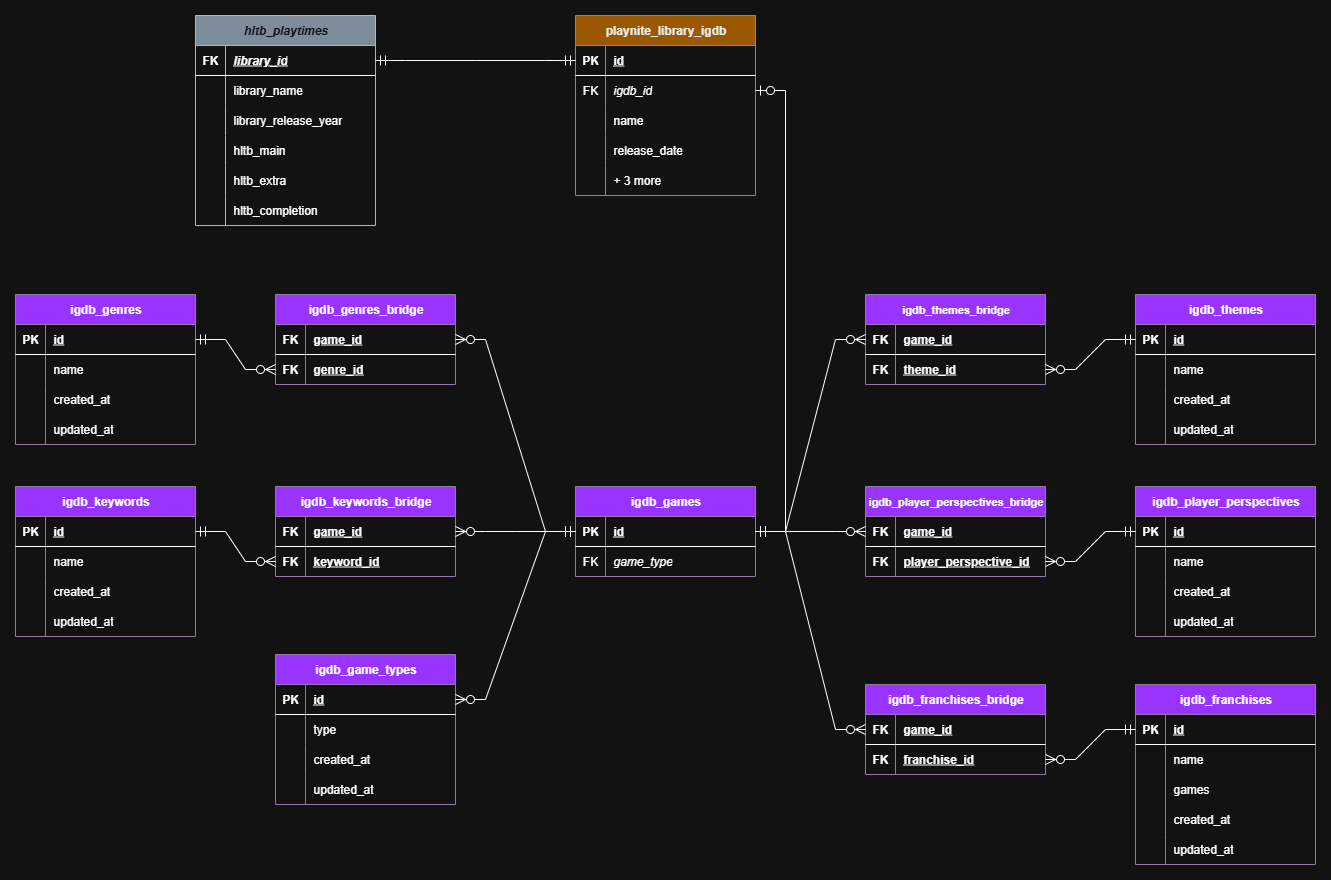 hltb_playtimes
FK library_id
library_name
library_release_year
hltb_main
hltb_extra
hltb_completion
playnite_library_igdb
PK id
FK igdb_id
name
release_date
+ 3 more
igdb_genres
PK id
name
created_at
updated_at
igdb_genres_bridge
FK game_id
FK genre_id
igdb_themes_bridge
FK game_id
FK theme_id
igdb_themes
PK id
name
created_at
updated_at
igdb_keywords
PK id
name
created_at
updated_at
igdb_keywords_bridge
FK game_id
FK keyword_id
igdb_games
PK id
FK game_type
igdb_player_perspectives_bridge
FK game_id
FK player_perspective_id
igdb_player_perspectives
PK id
name
created_at
updated_at
igdb_game_types
PK id
type
created_at
updated_at
igdb_franchises_bridge
FK game_id
FK franchise_id
igdb_franchises
PK id
name
games
created_at
updated_at